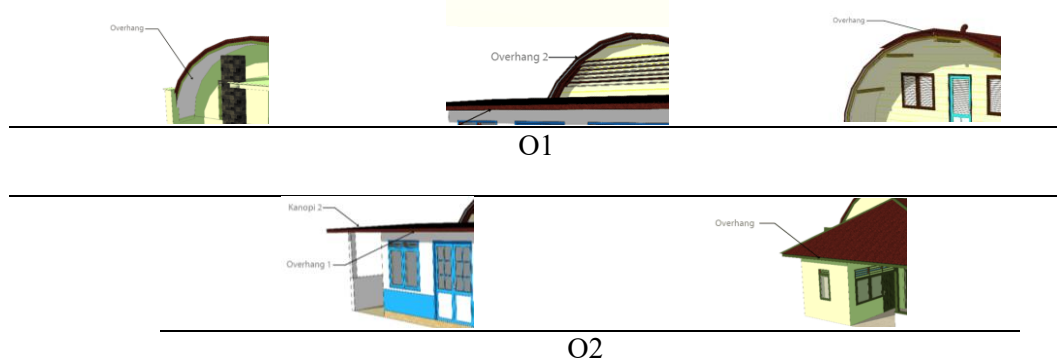 Overhang
Overhang 2
Overhang
O1
Kanopi 2
Overhang 1
Overhang
O2